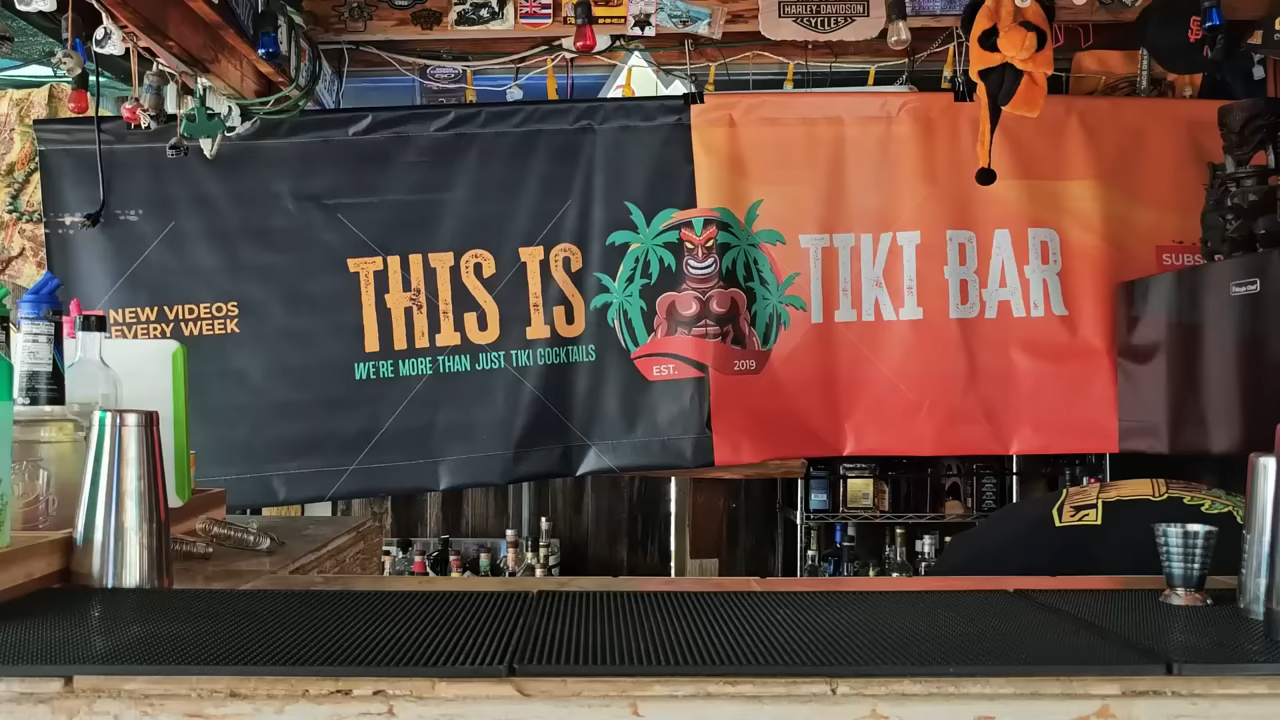 HARLEY-DAVIDSON
CYCLES
NEW VIDEOS
EVERY WEEK
THIS IS
WE'RE MORE THAN JUST TIKI COCKTAILS
EST. 2019
TIKI BAR
SUBS